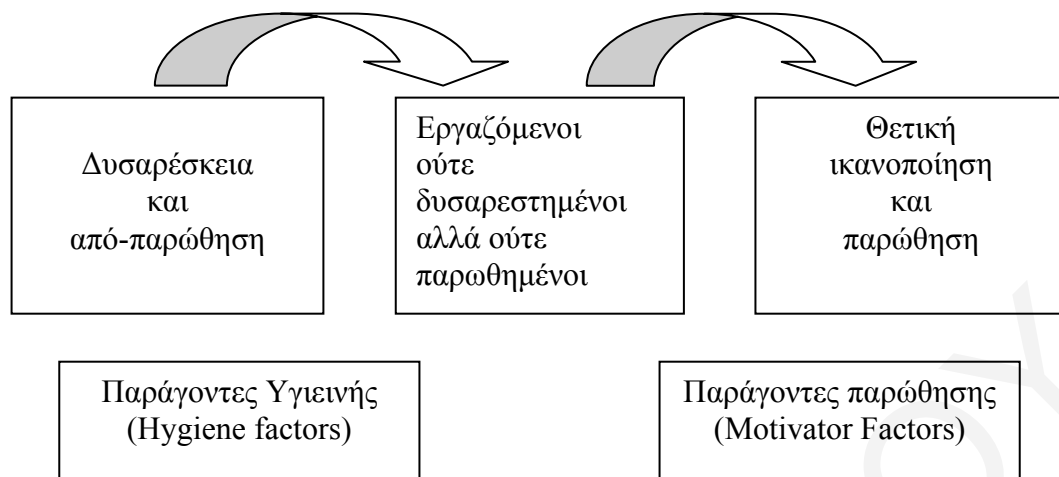 Δυσαρέσκεια
και
από-παρώθηση
Εργαζόμενοι
ούτε
δυσαρεστημένοι
αλλά ούτε
παρωθημένοι
Θετική
ικανοποίηση
και
παρώθηση
Παράγοντες Υγιεινής
(Hygiene factors)
Παράγοντες παρώθησης
(Motivator Factors)